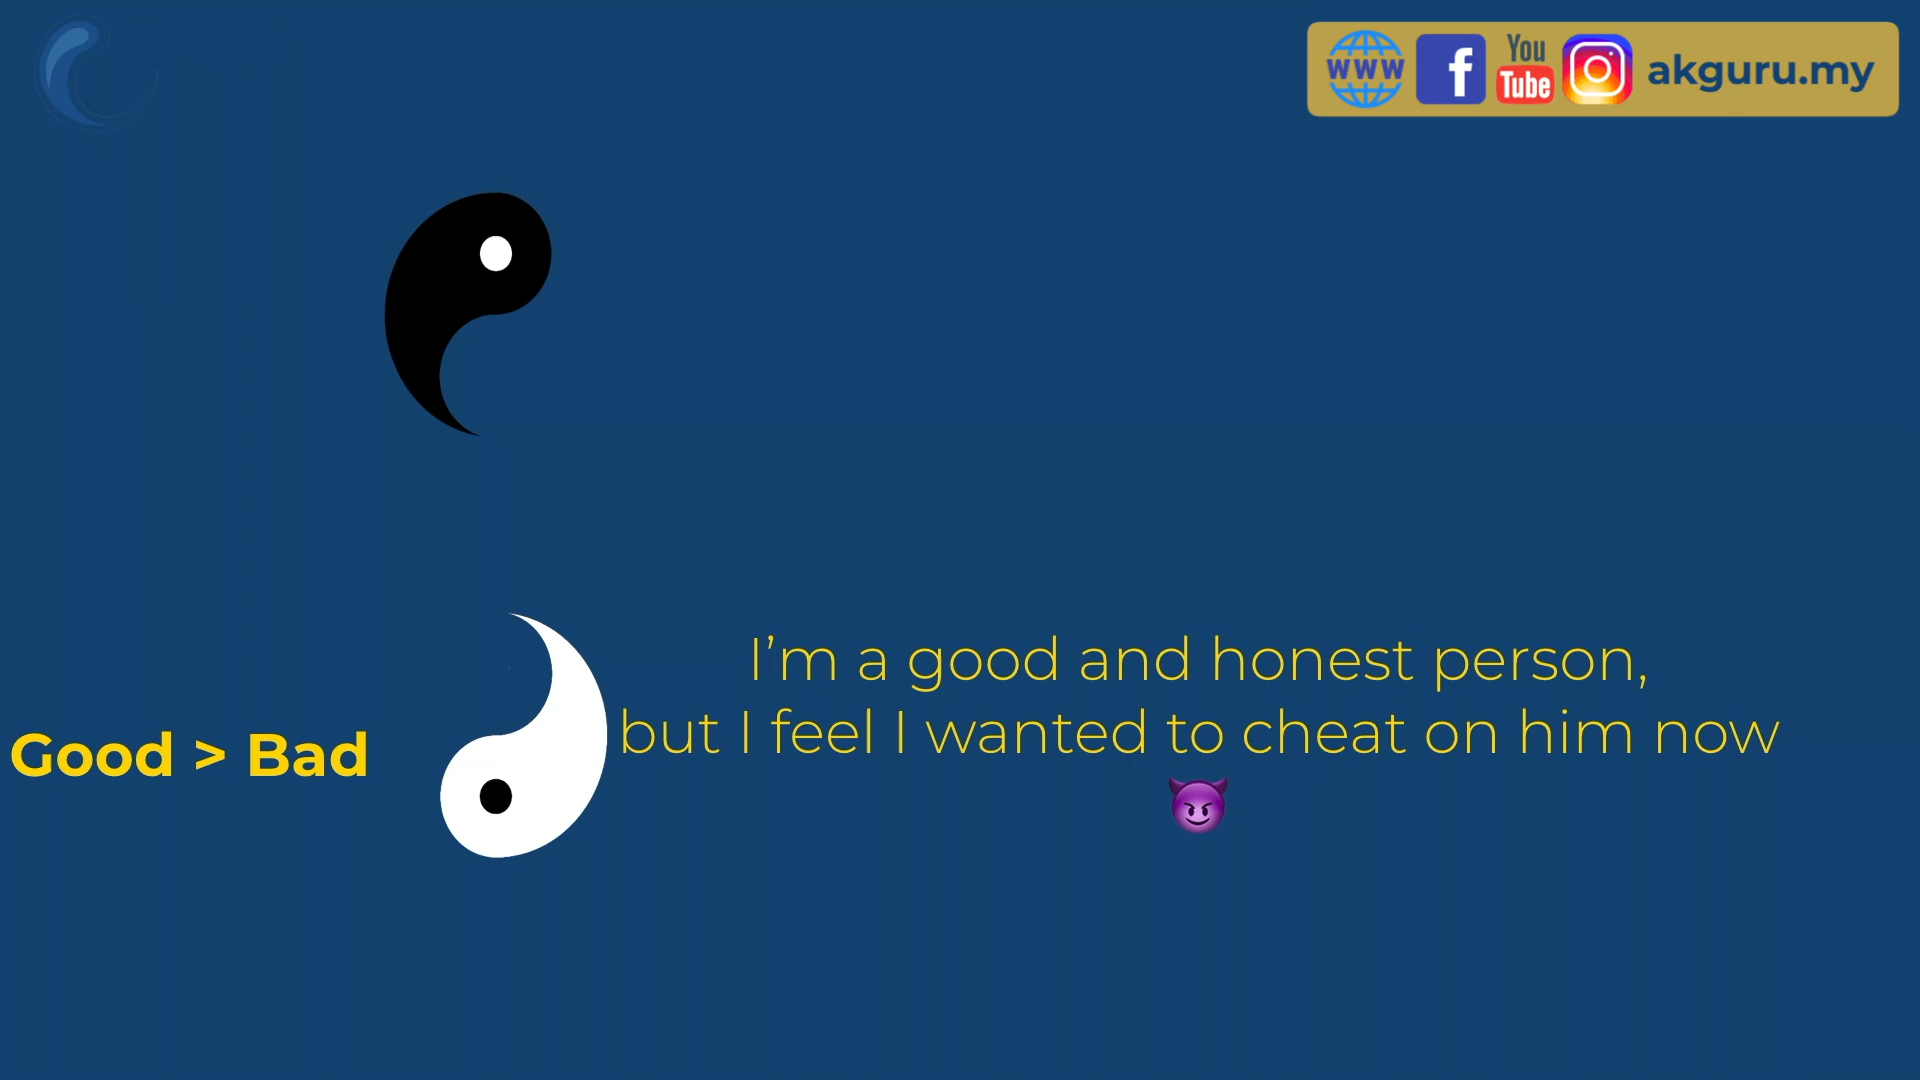 www f You Tube akguru.my
I’m a good and honest person,
but I feel I wanted to cheat on him now
Good > Bad